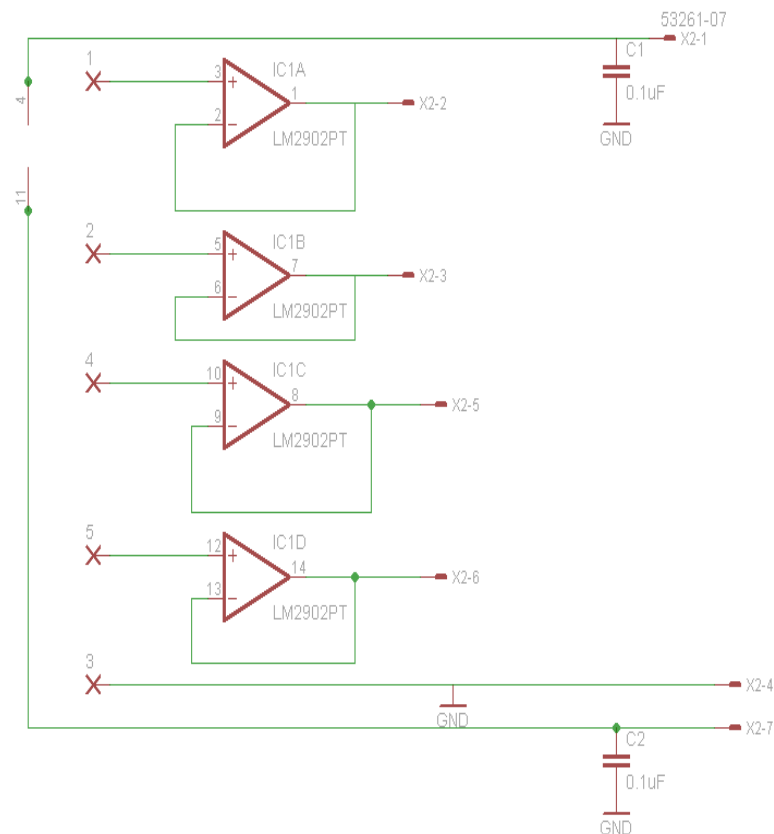 53261-07
X2-1
C1
0.1uF
GND
4
11
1
3
+
2
−
IC1A
1
LM2902PT
X2-2
2
5
+
6
−
IC1B
7
LM2902PT
X2-3
4
10
+
9
−
IC1C
8
LM2902PT
X2-5
5
12
+
13
−
IC1D
14
LM2902PT
X2-6
3
GND
X2-4
X2-7
C2
0.1uF
GND